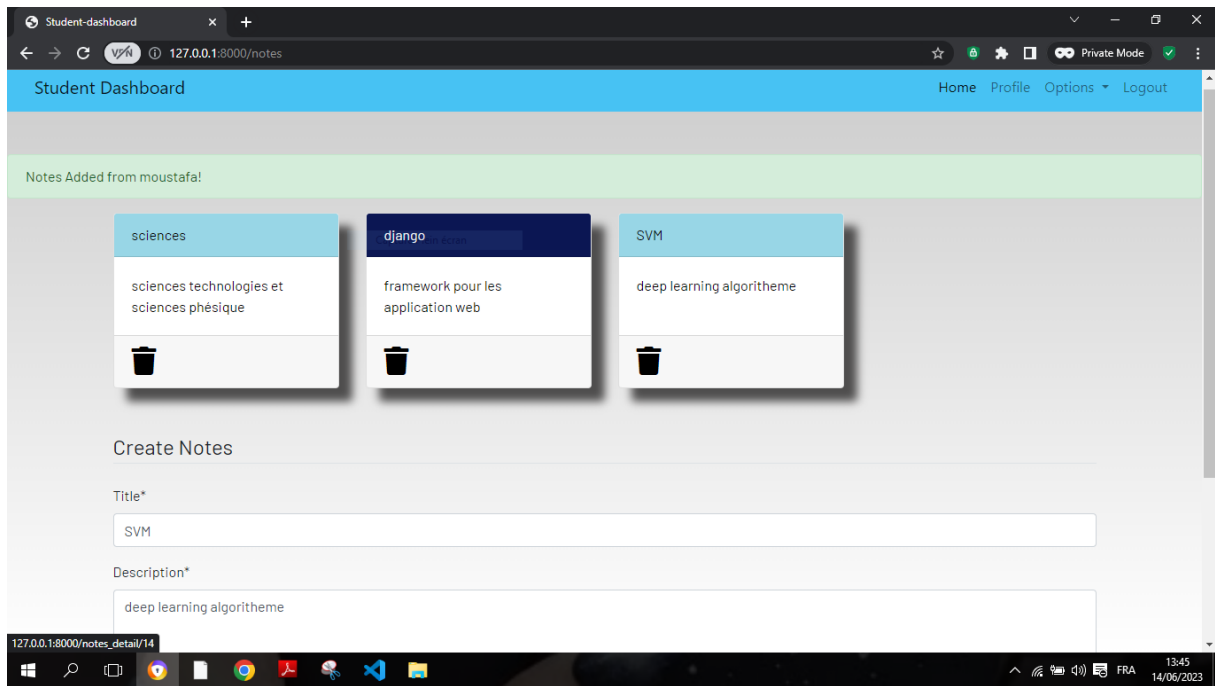 Student-dashboard
VPN 127.0.0.1:8000/notes Private Mode
Student Dashboard Home Profile Options Logout
Notes Added from moustafa!
sciences
sciences technologies et
sciences phésique
django
framework pour les
application web
SVM
deep learning algoritheme
Create Notes
Title*
SVM
Description*
deep learning algoritheme
127.0.0.1:8000/notes_detail/14
FRA
13:45
14/06/2023